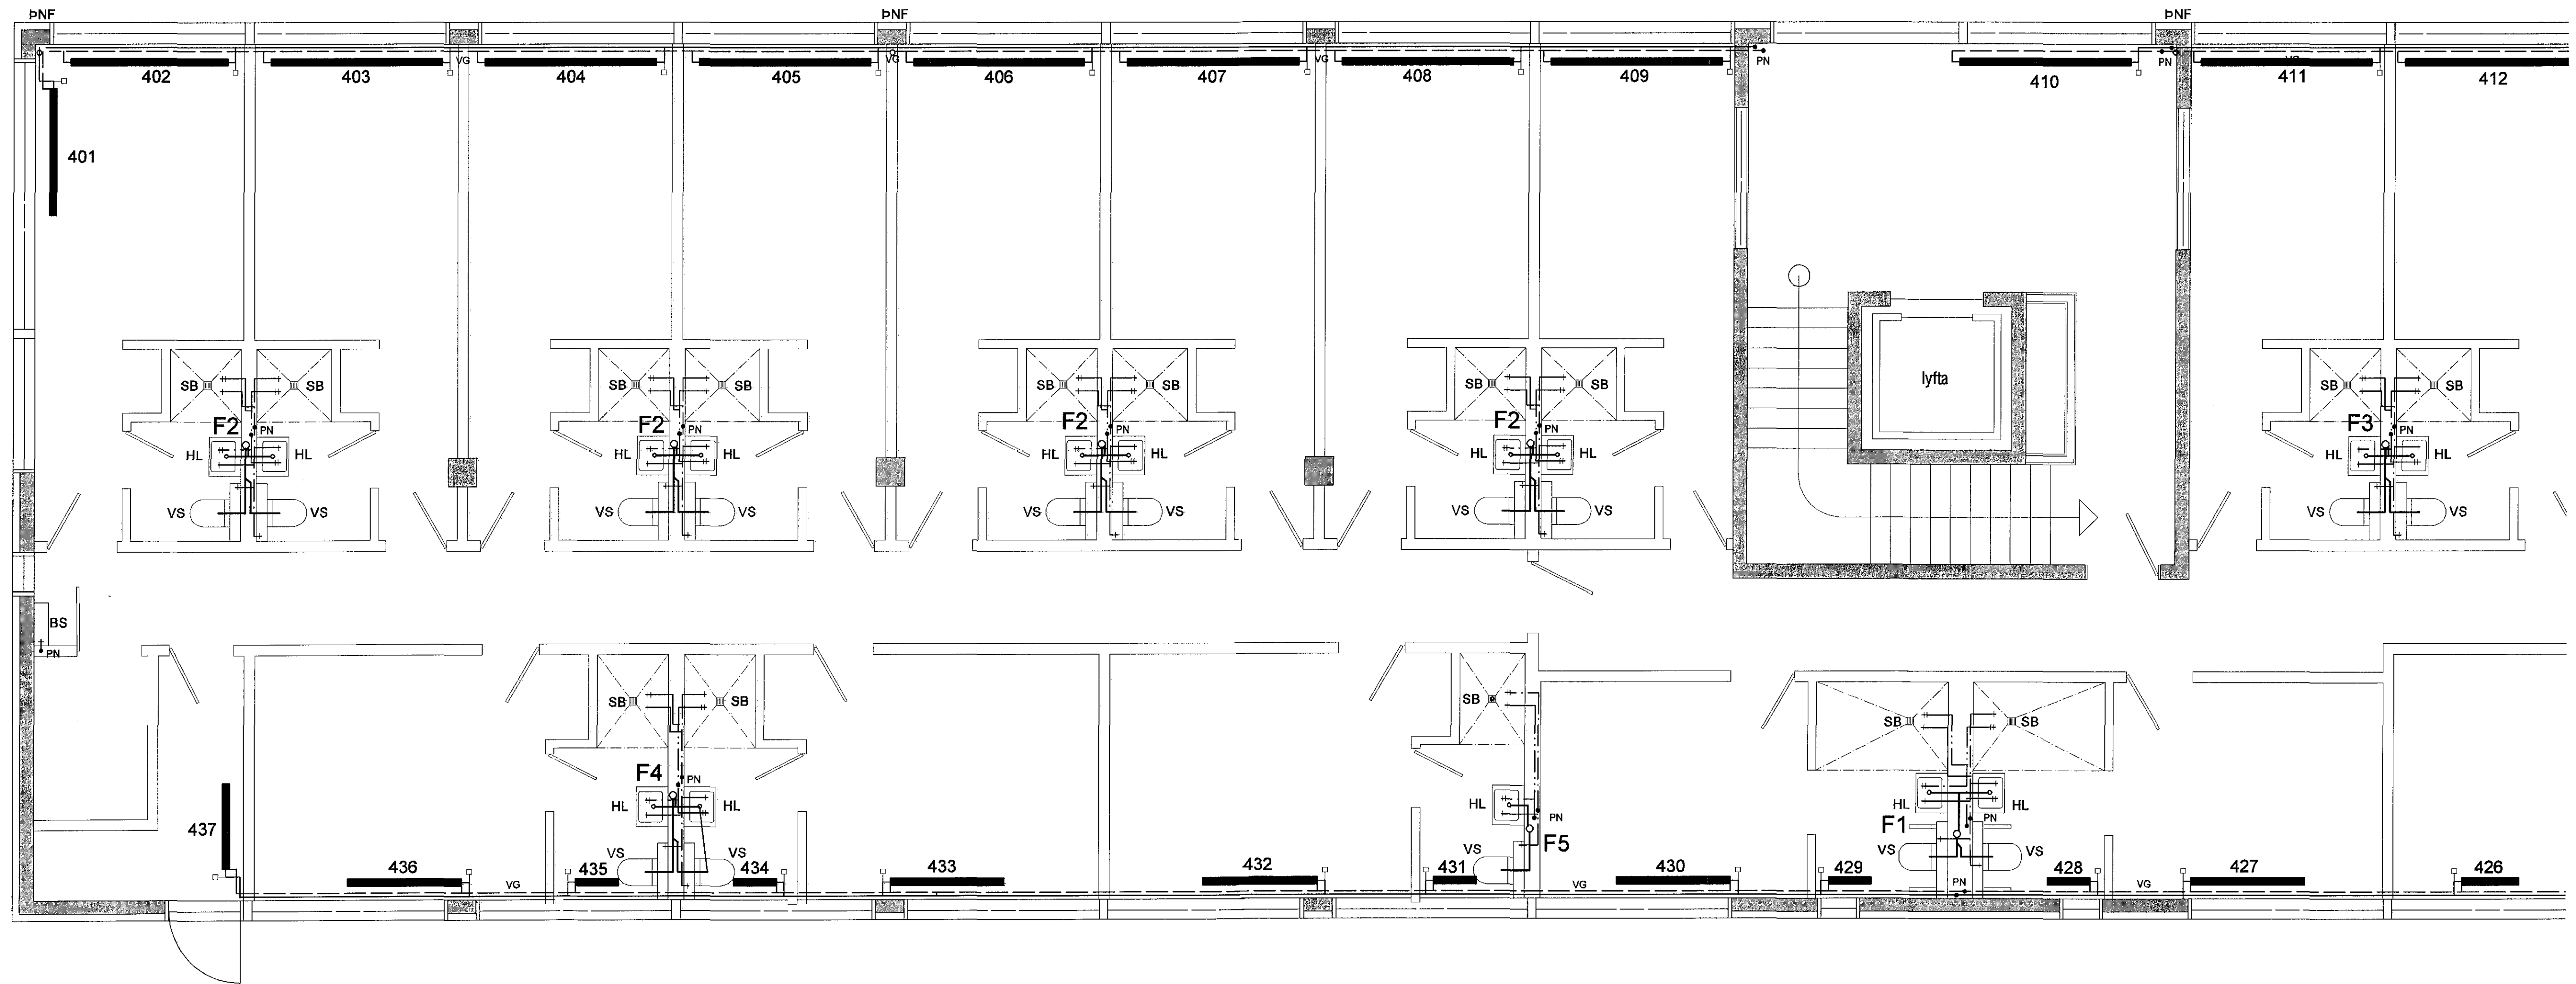 ÞNF ÞNF ÞNF
VG VG VG PN PN VG
402 403 404 405 406 407 408 409 410 411 412
401
lyfta
SB SB SB SB SB SB SB SB SB SB
F2 PN F2 PN F2 PN F2 PN F3 PN
HL HL HL HL HL HL HL HL HL HL
VS VS VS VS VS VS VS VS VS VS
BS
PN
SB SB SB SB SB
F4 PN
HL HL HL HL HL
437 PN F5 F1 PN
VS VS VS VS VS
436 435 434 433 432 431 430 429 428 427 426
VG VG PN VG